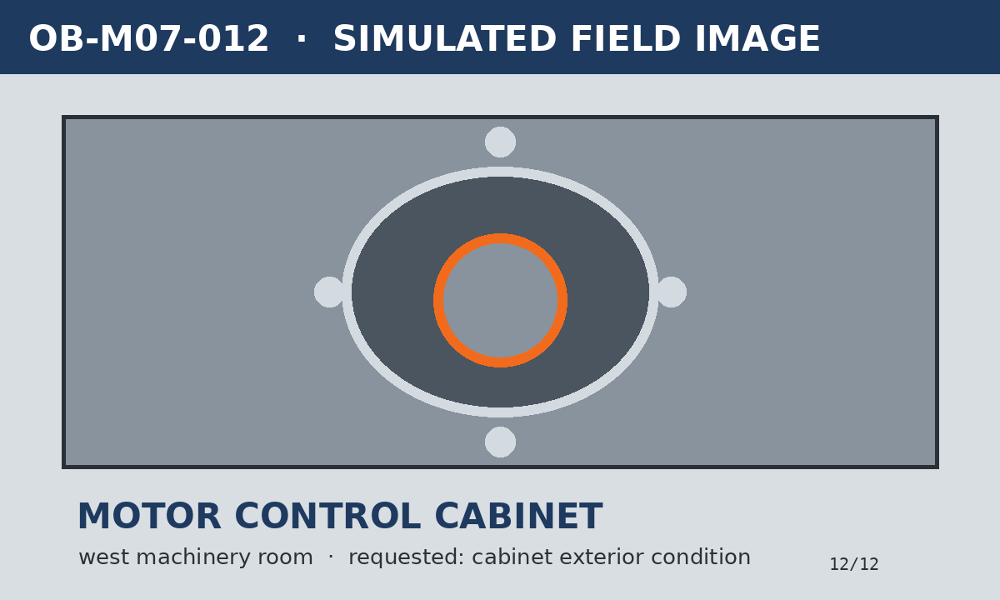 OB-M07-012 · SIMULATED FIELD IMAGE
MOTOR CONTROL CABINET
west machinery room · requested: cabinet exterior condition
12/12